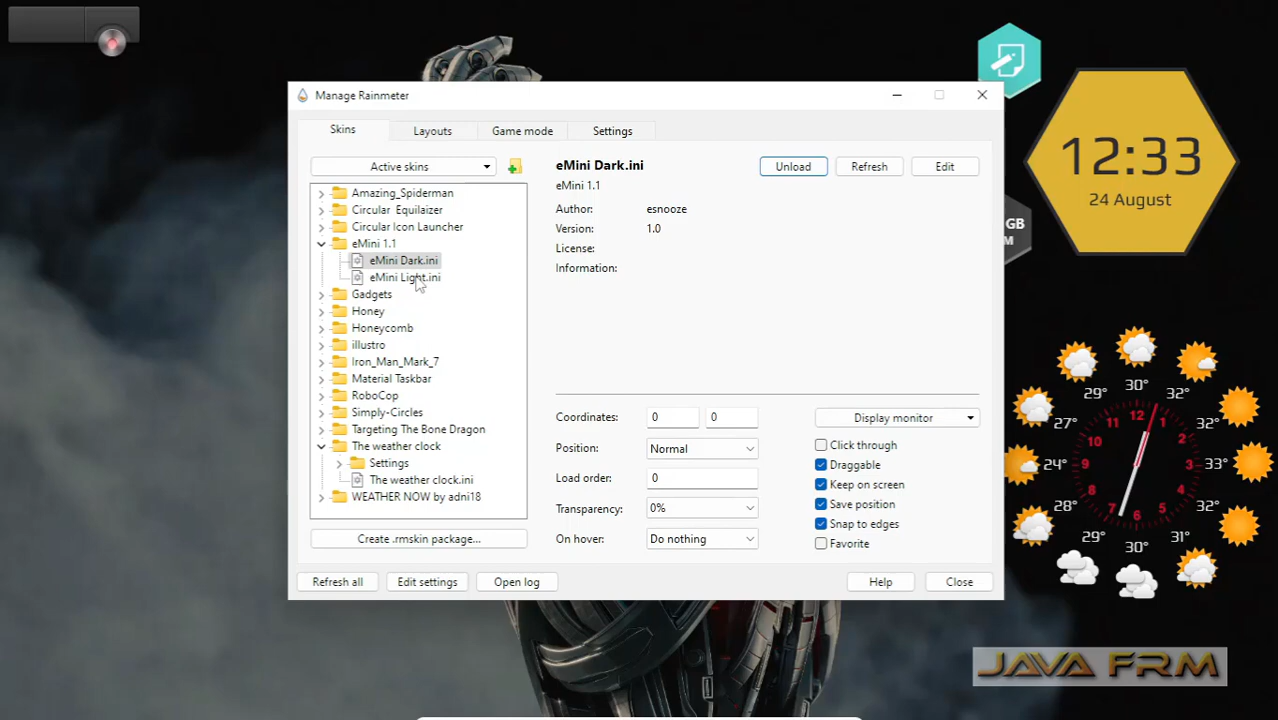 Manage Rainmeter
Skins
Layouts
Game mode
Settings
Active skins
Amazing_Spiderman
Circular Equilaizer
Circular Icon Launcher
eMini 1.1
eMini Dark.ini
eMini Light.ini
Gadgets
Honey
Honeycomb
illustro
Iron_Man_Mark_7
Material Taskbar
RoboCop
Simply-Circles
Targeting The Bone Dragon
The weather clock
Settings
The weather clock.ini
WEATHER NOW by adni18
Create .rmskin package...
eMini Dark.ini
Unload
Refresh
Edit
eMini 1.1
Author: esnooze
Version: 1.0
License:
Information:
Coordinates: 0 0
Display monitor
Position: Normal
Load order: 0
Transparency: 0%
On hover: Do nothing
Click through
Draggable
Keep on screen
Save position
Snap to edges
Favorite
Refresh all
Edit settings
Open log
Help
Close
12:33
24 August
GB
M
30°
29° 32°
27° 32°
24° 33°
28° 32°
29° 31°
30°
12
11 1
10 2
9 3
8 4
7 5
6
JAVA FRM